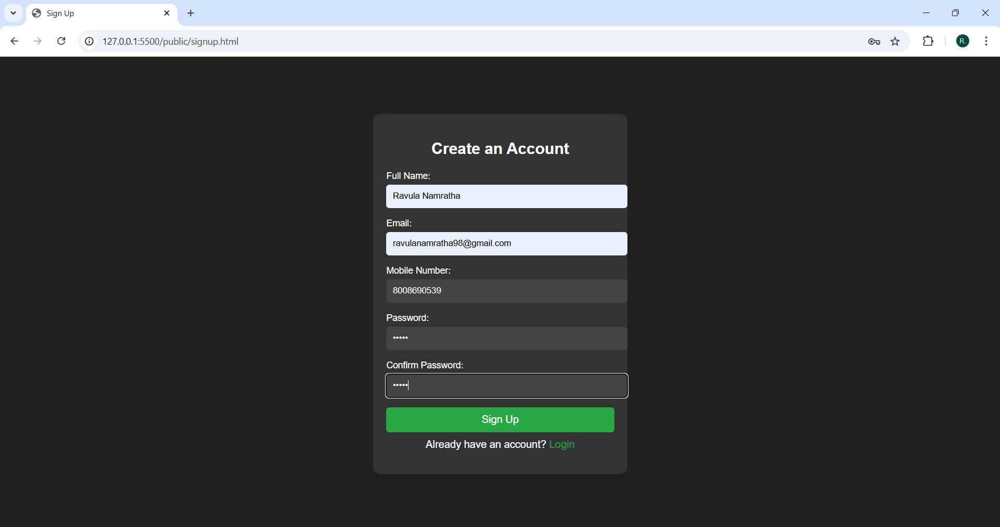 Sign Up
127.0.0.1:5500/public/signup.html
R.
Create an Account
Full Name:
Ravula Namratha
Email:
ravulanamratha98@gmail.com
Mobile Number:
8008690539
Password:
•••••
Confirm Password:
•••••
Sign Up
Already have an account? Login